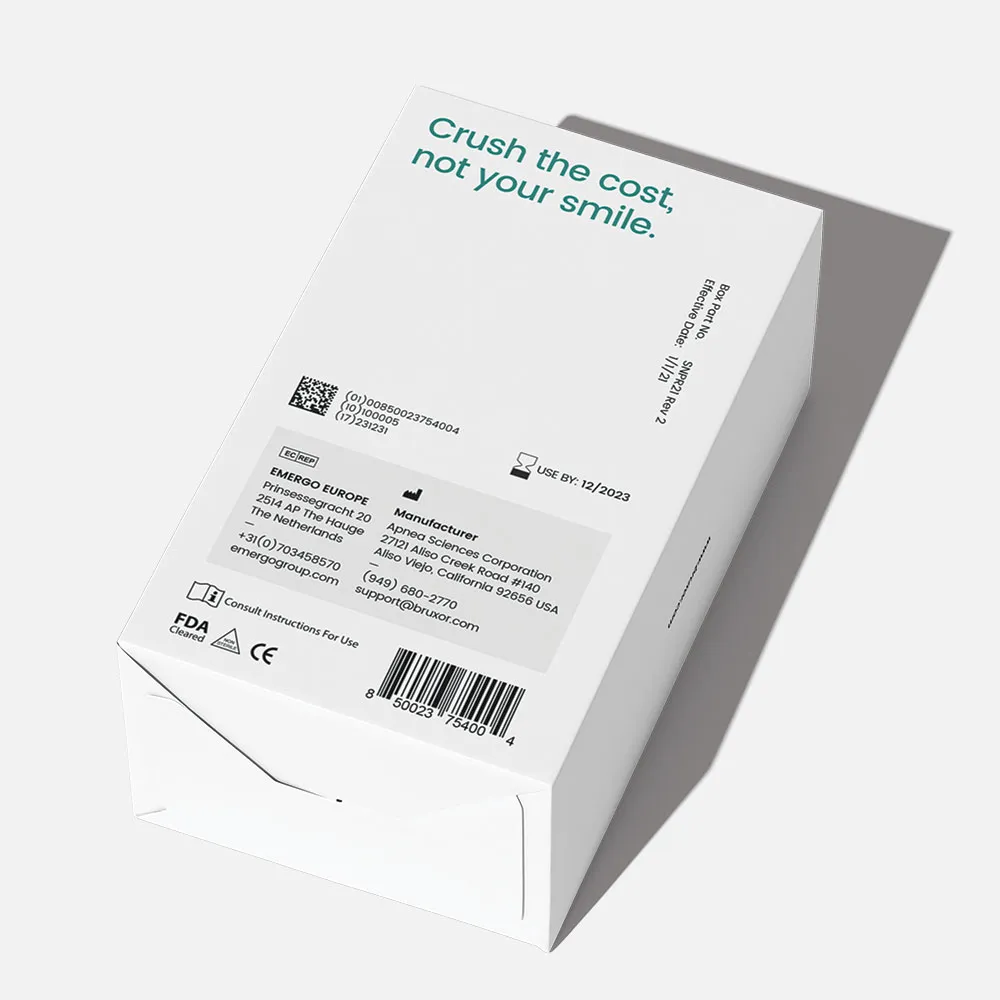 Crush the cost,
not your smile.
Box Part No. SNPR21 Rev 2
Effective Date: 1/1/21
(01)00850023754004
(10)100005
(17)231231
USE BY: 12/2023
EC REP
EMERGO EUROPE
Prinsessegracht 20
2514 AP The Hauge
The Netherlands
—
+31(0)703458570
emergogroup.com
Manufacturer
Apnea Sciences Corporation
27121 Aliso Creek Road #140
Aliso Viejo, California 92656 USA
—
(949) 680-2770
support@bruxor.com
i Consult Instructions For Use
FDA
Cleared
NON
STERILE
CE
8 50023 75400 4